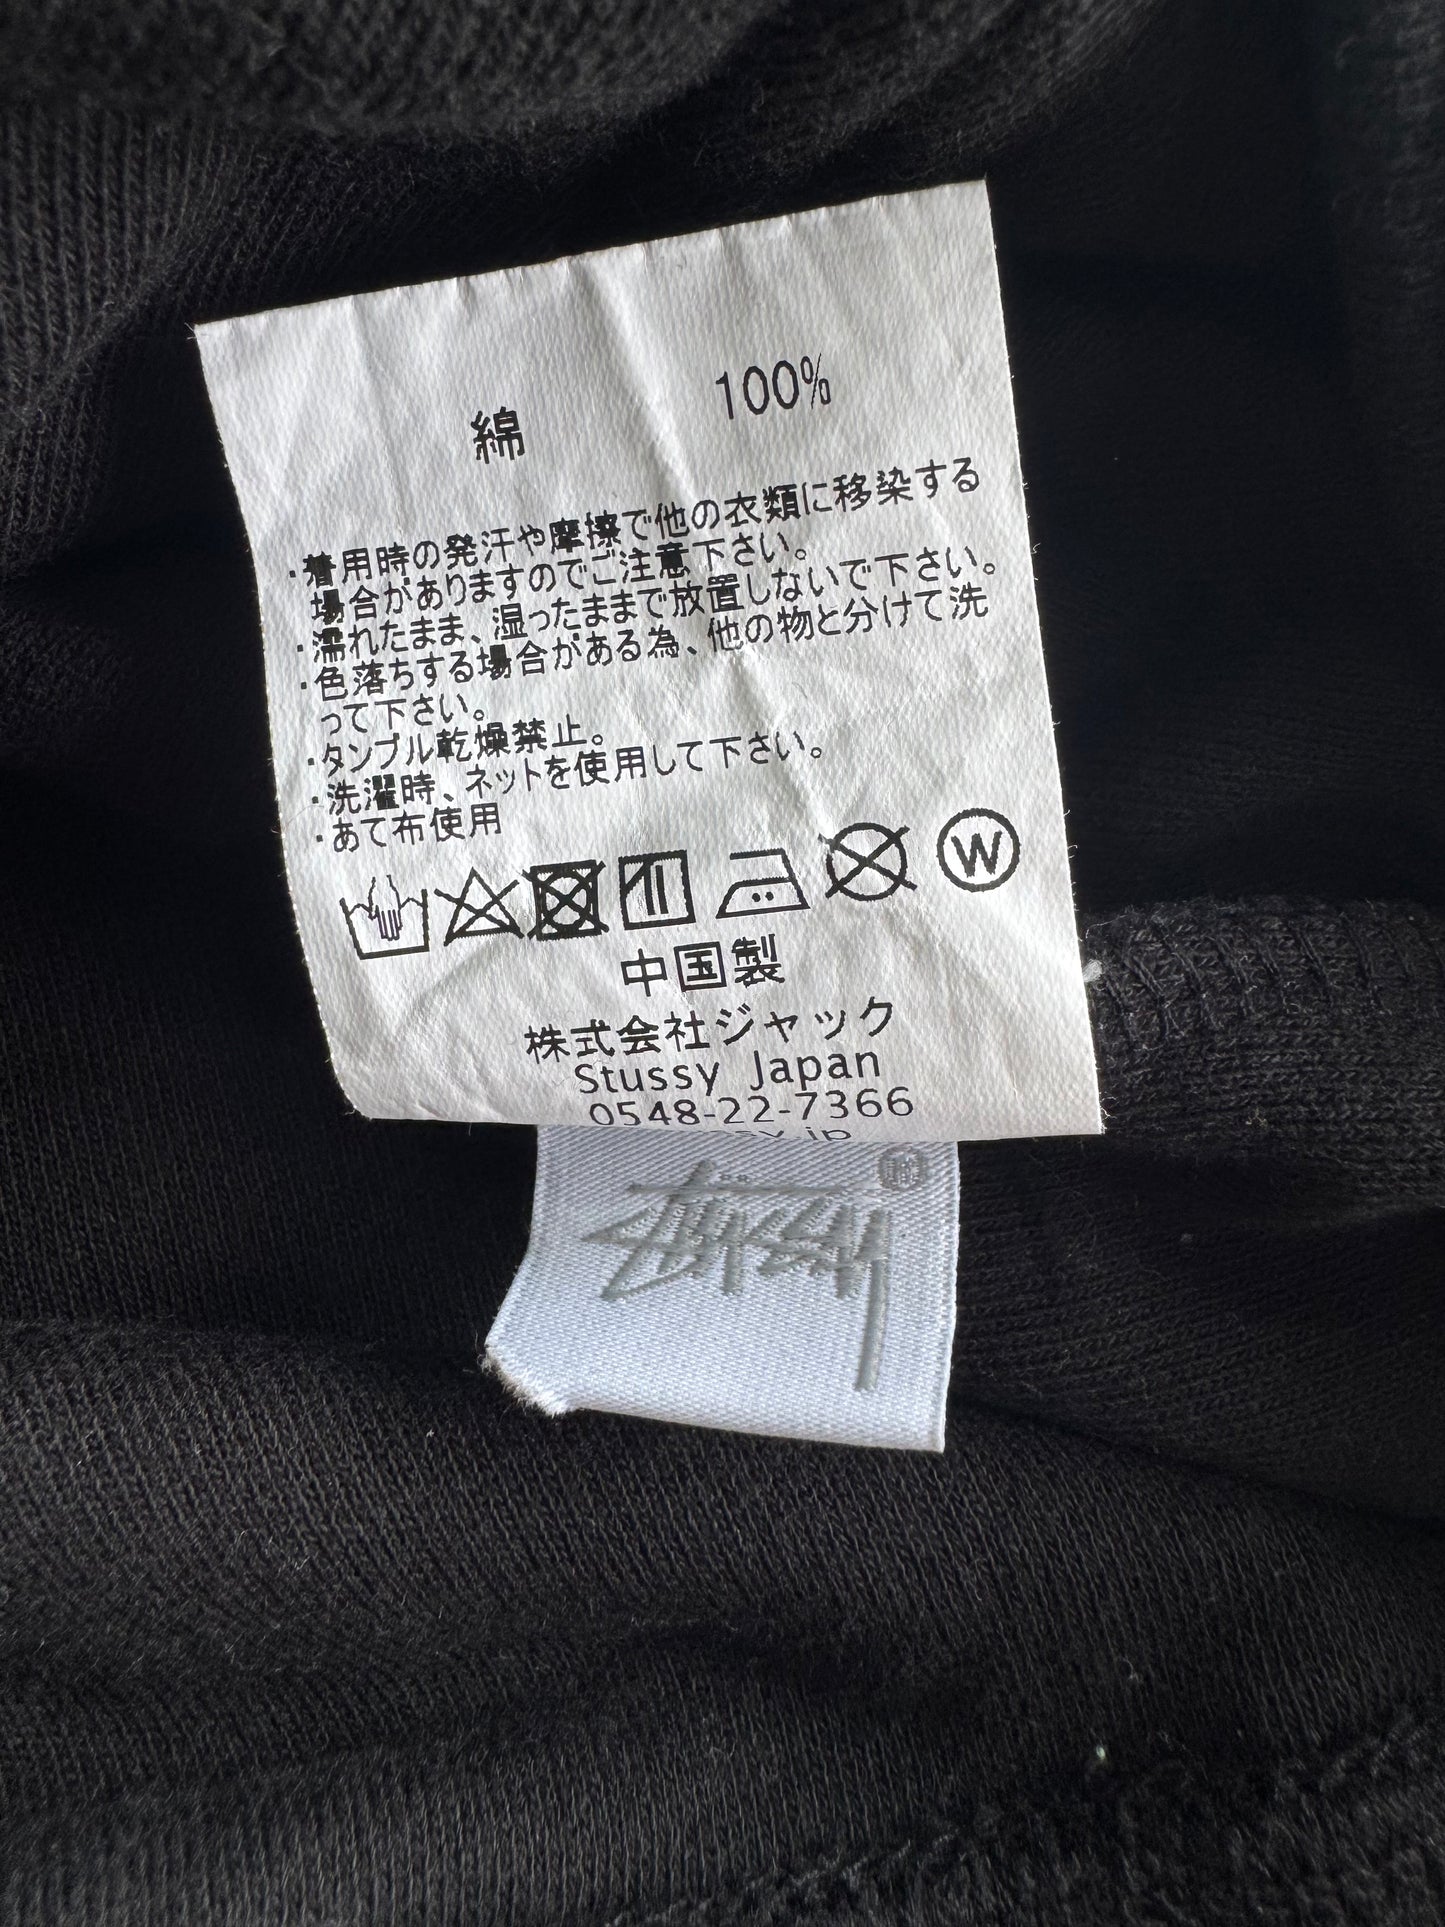 綿 100%
・着用時の発汗や摩擦で他の衣類に移染する
場合がありますのでご注意下さい。
・濡れたまま、湿ったままで放置しないで下さい。
・色落ちする場合がある為、他の物と分けて洗
って下さい。
・タンブル乾燥禁止。
・洗濯時、ネットを使用して下さい。
・あて布使用
W
中国製
株式会社ジャック
Stussy Japan
0548-22-7366
sy.jp
Stüssy